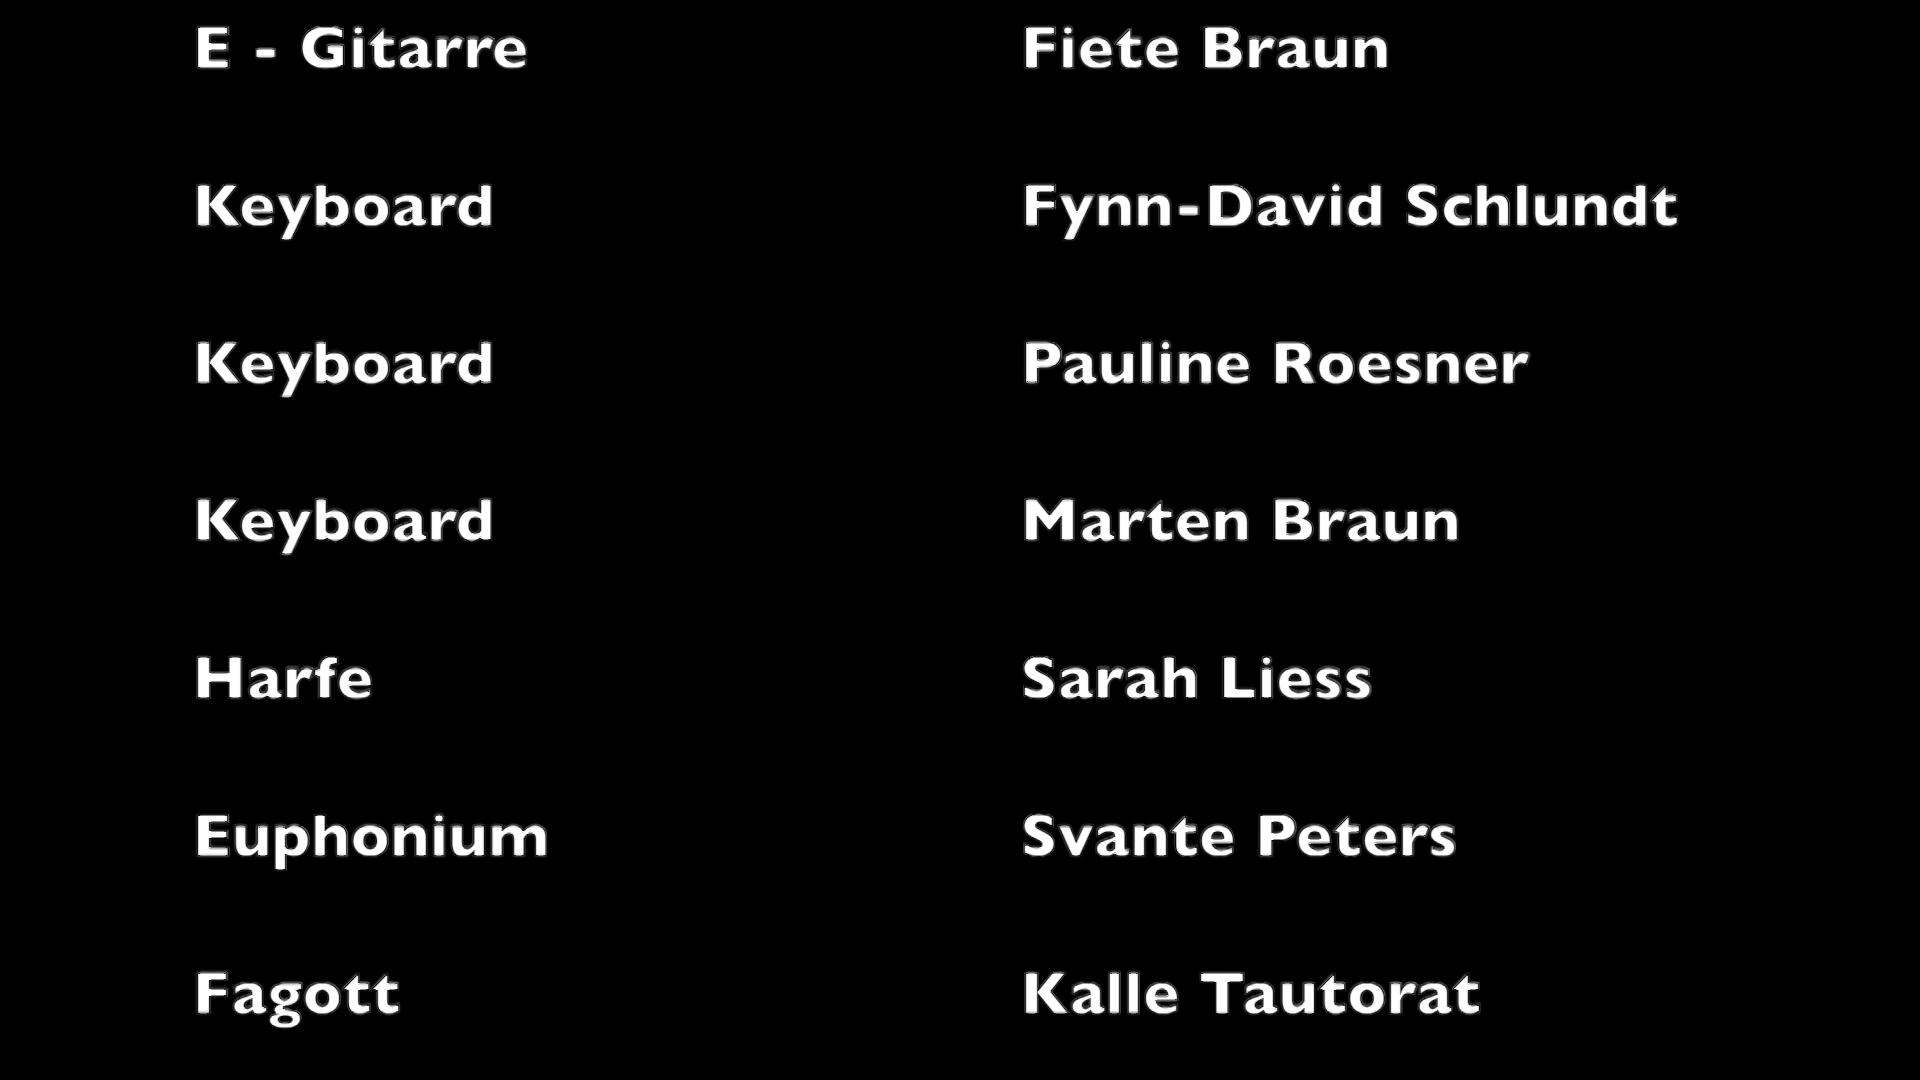 E - Gitarre Fiete Braun
Keyboard Fynn-David Schlundt
Keyboard Pauline Roesner
Keyboard Marten Braun
Harfe Sarah Liess
Euphonium Svante Peters
Fagott Kalle Tautorat